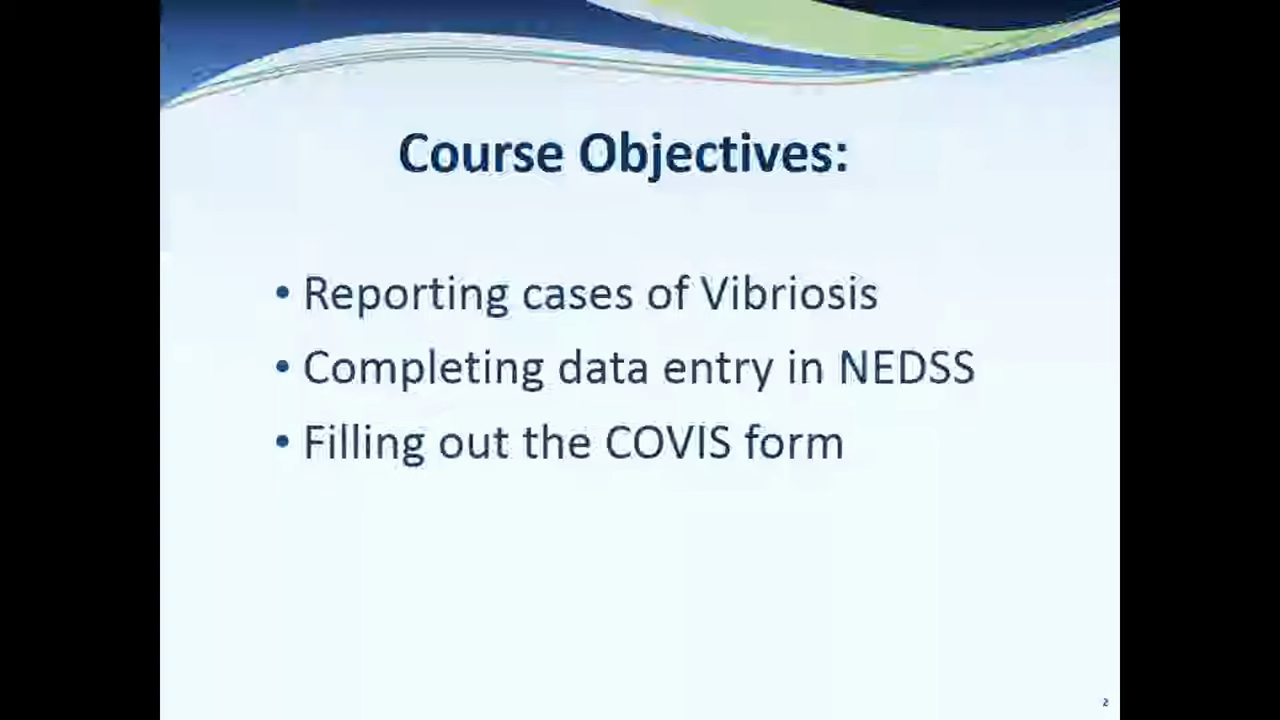 Course Objectives:
• Reporting cases of Vibriosis
• Completing data entry in NEDSS
• Filling out the COVIS form
2